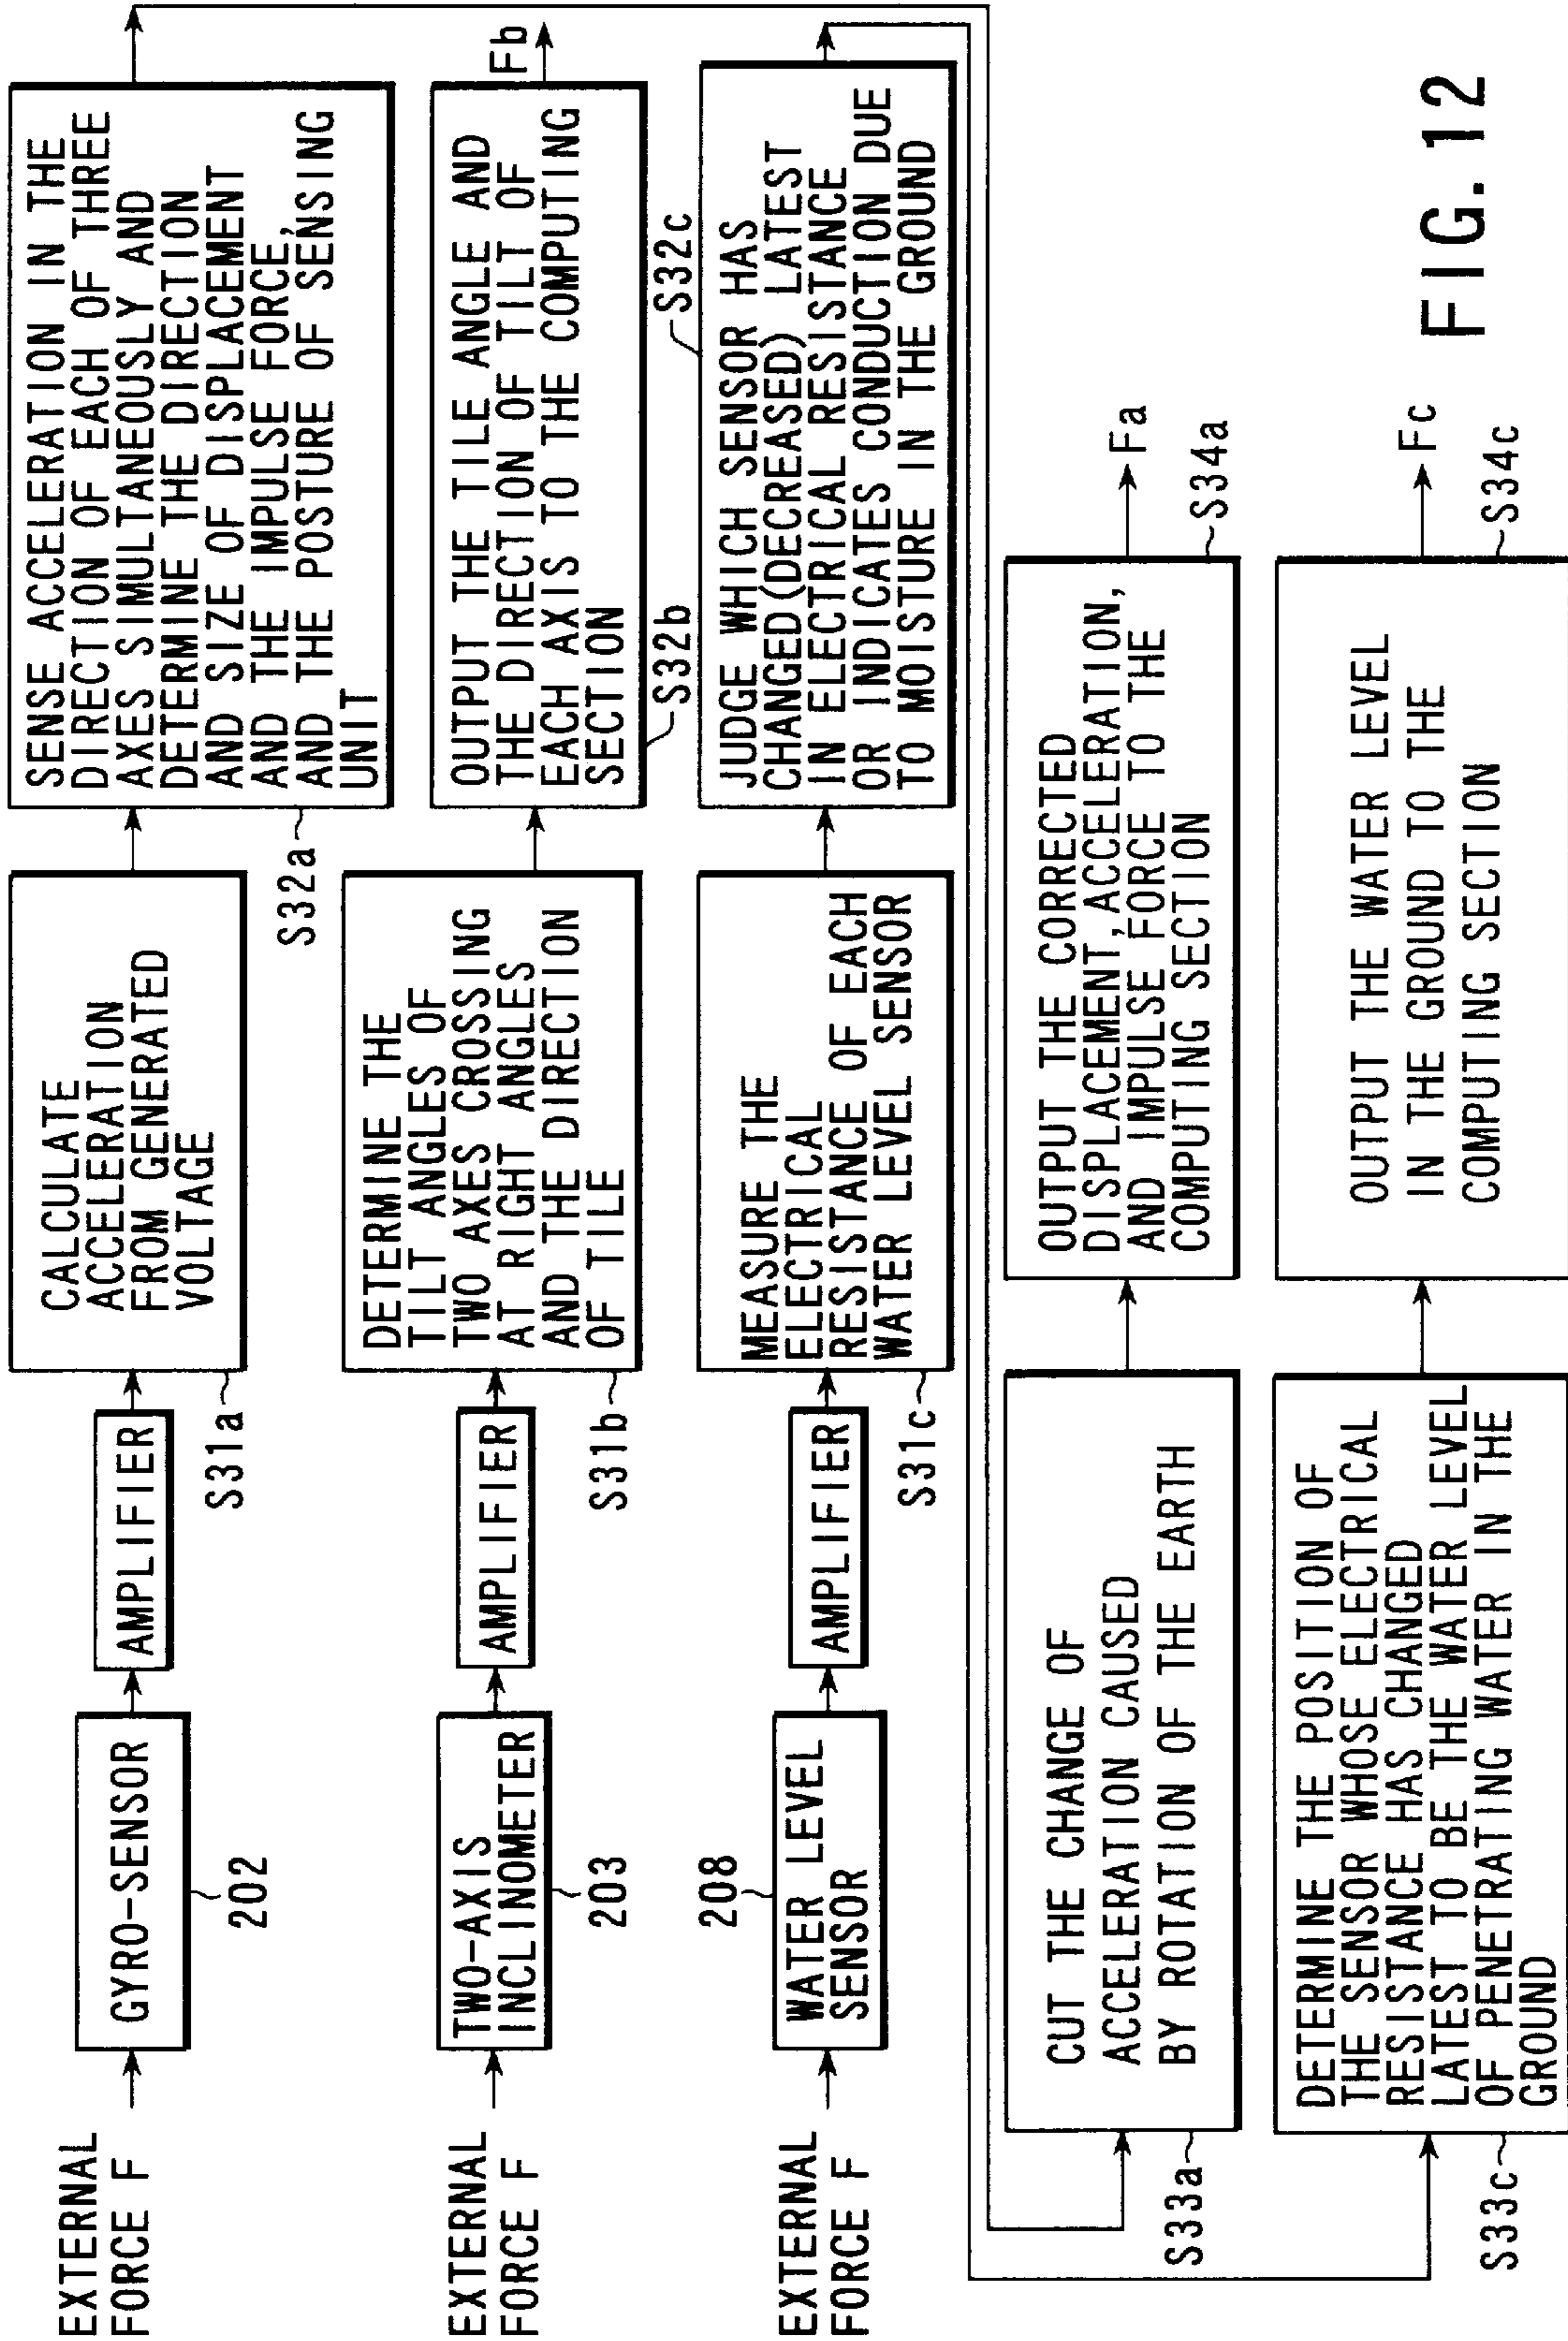 EXTERNAL
FORCE F
GYRO-SENSOR
202
AMPLIFIER
CALCULATE
ACCELERATION
FROM GENERATED
VOLTAGE
S31a
SENSE ACCELERATION IN THE
DIRECTION OF EACH OF THREE
AXES SIMULTANEOUSLY AND
DETERMINE THE DIRECTION
AND SIZE OF DISPLACEMENT
AND THE IMPULSE FORCE,
AND THE POSTURE OF SENSING
UNIT
S32a
EXTERNAL
FORCE F
TWO-AXIS
INCLINOMETER
203
AMPLIFIER
DETERMINE THE
TILT ANGLES OF
TWO AXES CROSSING
AT RIGHT ANGLES
AND THE DIRECTION
OF TILE
S31b
OUTPUT THE TILE ANGLE AND
THE DIRECTION OF TILT OF
EACH AXIS TO THE COMPUTING
SECTION
S32b
Fb
EXTERNAL
FORCE F
208
WATER LEVEL
SENSOR
AMPLIFIER
MEASURE THE
ELECTRICAL
RESISTANCE OF EACH
WATER LEVEL SENSOR
S31c
S32c
JUDGE WHICH SENSOR HAS
CHANGED(DECREASED) LATEST
IN ELECTRICAL RESISTANCE
OR INDICATES CONDUCTION DUE
TO MOISTURE IN THE GROUND
CUT THE CHANGE OF
ACCELERATION CAUSED
BY ROTATION OF THE EARTH
S33a
OUTPUT THE CORRECTED
DISPLACEMENT,ACCELERATION,
AND IMPULSE FORCE TO THE
COMPUTING SECTION
Fa
S34a
DETERMINE THE POSITION OF
THE SENSOR WHOSE ELECTRICAL
RESISTANCE HAS CHANGED
LATEST TO BE THE WATER LEVEL
OF PENETRATING WATER IN THE
GROUND
S33c
OUTPUT THE WATER LEVEL
IN THE GROUND TO THE
COMPUTING SECTION
Fc
S34c
FIG. 12